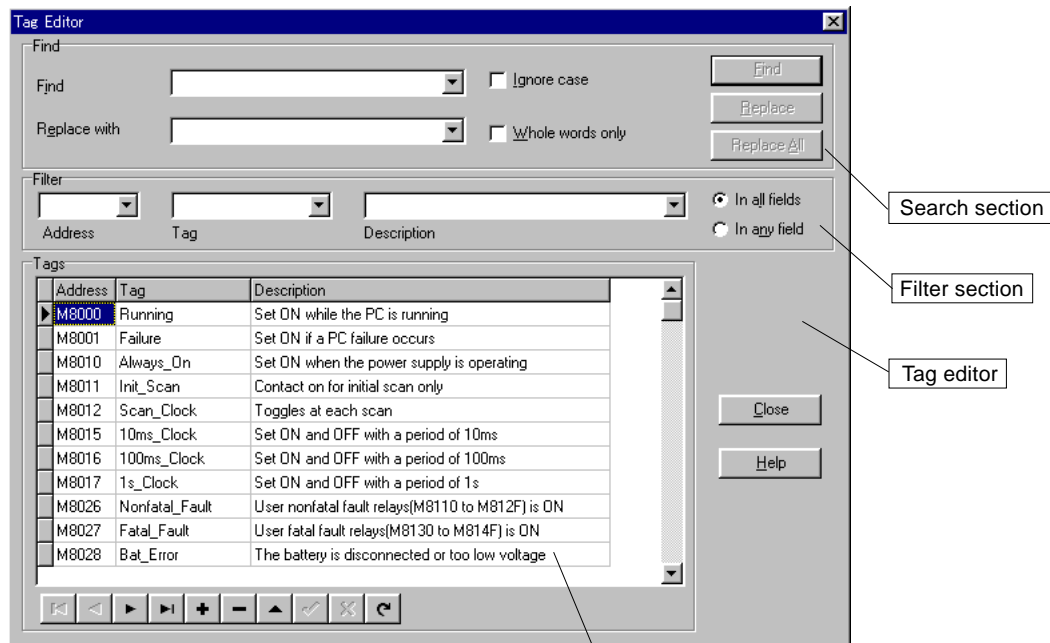 Tag Editor
Find
Find
Ignore case
Find
Replace with
Whole words only
Replace
Replace All
Search section
Filter
In all fields
In any field
Address Tag Description
Filter section
Tags
Address Tag Description
M8000 Running Set ON while the PC is running
M8001 Failure Set ON if a PC failure occurs
M8010 Always_On Set ON when the power supply is operating
M8011 Init_Scan Contact on for initial scan only
M8012 Scan_Clock Toggles at each scan
M8015 10ms_Clock Set ON and OFF with a period of 10ms
M8016 100ms_Clock Set ON and OFF with a period of 100ms
M8017 1s_Clock Set ON and OFF with a period of 1s
M8026 Nonfatal_Fault User nonfatal fault relays(M8110 to M812F) is ON
M8027 Fatal_Fault User fatal fault relays(M8130 to M814F) is ON
M8028 Bat_Error The battery is disconnected or too low voltage
Tag editor
Close
Help